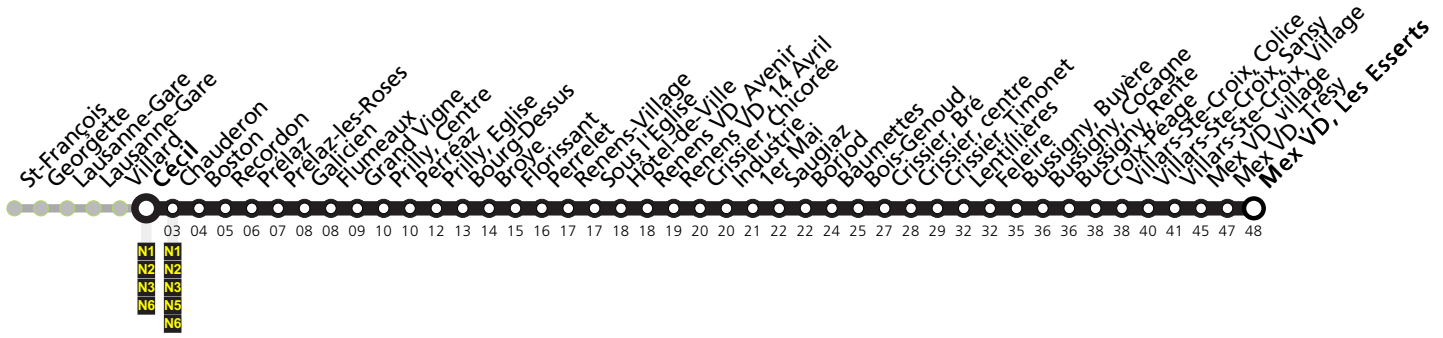 St-François
Georgette
Lausanne-Gare
Lausanne-Gare
Villard
Cécil
Chauderon
Boston
Recordon
Prélaz
Prélaz-les-Roses
Galicien
Flumeaux
Grand Vigne
Prilly, Centre
Perréaz
Prilly, Eglise
Bourg-Dessus
Broye
Florissant
Perrelet
Renens-Village
Sous l'Eglise
Hôtel-de-Ville
Renens VD, Avenir
Renens VD, 14 Avril
Crissier, Chicorée
Industrie
1er Mai
Saugiaz
Borjod
Baumettes
Bois-Genoud
Crissier, Bré
Crissier, centre
Crissier, Timonet
Lentillières
Ferlere
Bussigny, Buyère
Bussigny, Cocagne
Bussigny, Rente
Croix-Péage
Villars-Ste-Croix, Colice
Villars-Ste-Croix, Sansy
Villars-Ste-Croix, Village
Mex VD, village
Mex VD, Trésy
Mex VD, Les Esserts
03 04 05 06 08 08 09 10 10 12 13 14 15 16 17 17 18 18 19 20 20 21 22 22 24 25 27 28 29 32 32 35 36 36 38 38 40 41 45 47 48
N1 N1
N2 N2
N3 N3
N6 N5
N6